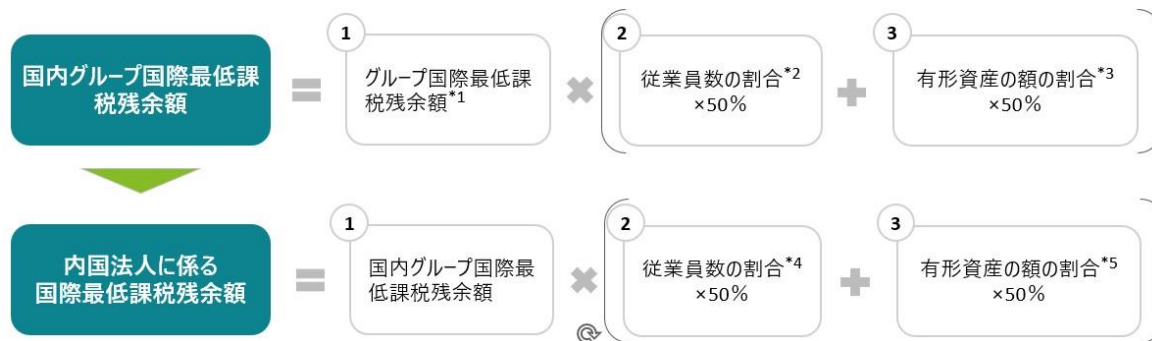 1
2
3
国内グループ国際最低課
税残余額
=
グループ国際最低課
税残余額*1
×
従業員数の割合*2
×50%
+
有形資産の額の割合*3
×50%
1
2
3
内国法人に係る
国際最低課税残余額
=
国内グループ国際最
低課税残余額
×
従業員数の割合*4
×50%
+
有形資産の額の割合*5
×50%